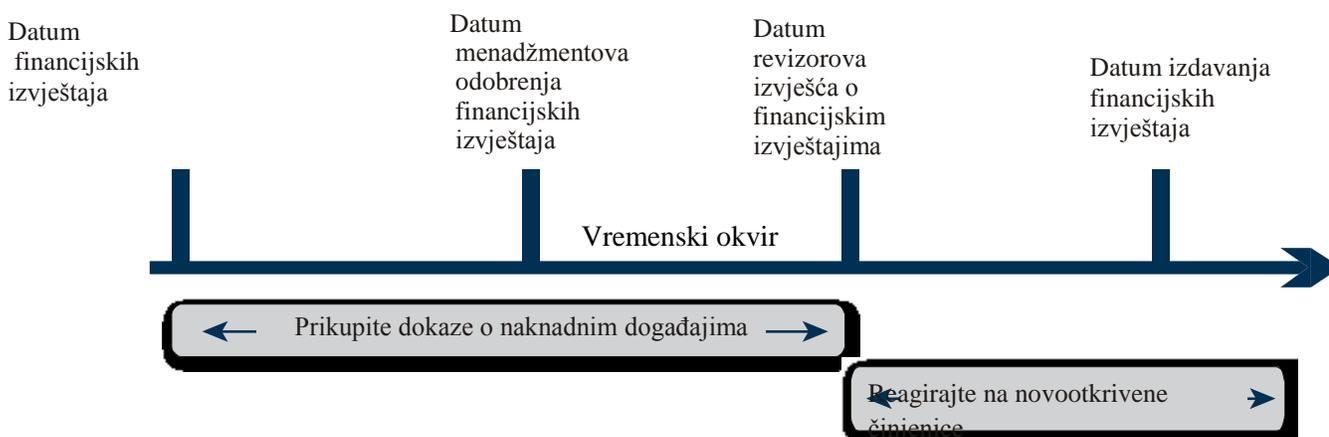 Datum
financijskih
izvještaja
Datum
menadžmentova
odobrenja
financijskih
izvještaja
Datum
revizorova
izvješća o
financijskim
izvještajima
Datum izdavanja
financijskih
izvještaja
Vremenski okvir
Prikupite dokaze o naknadnim događajima
Reagirajte na novootkrivene
činjenice